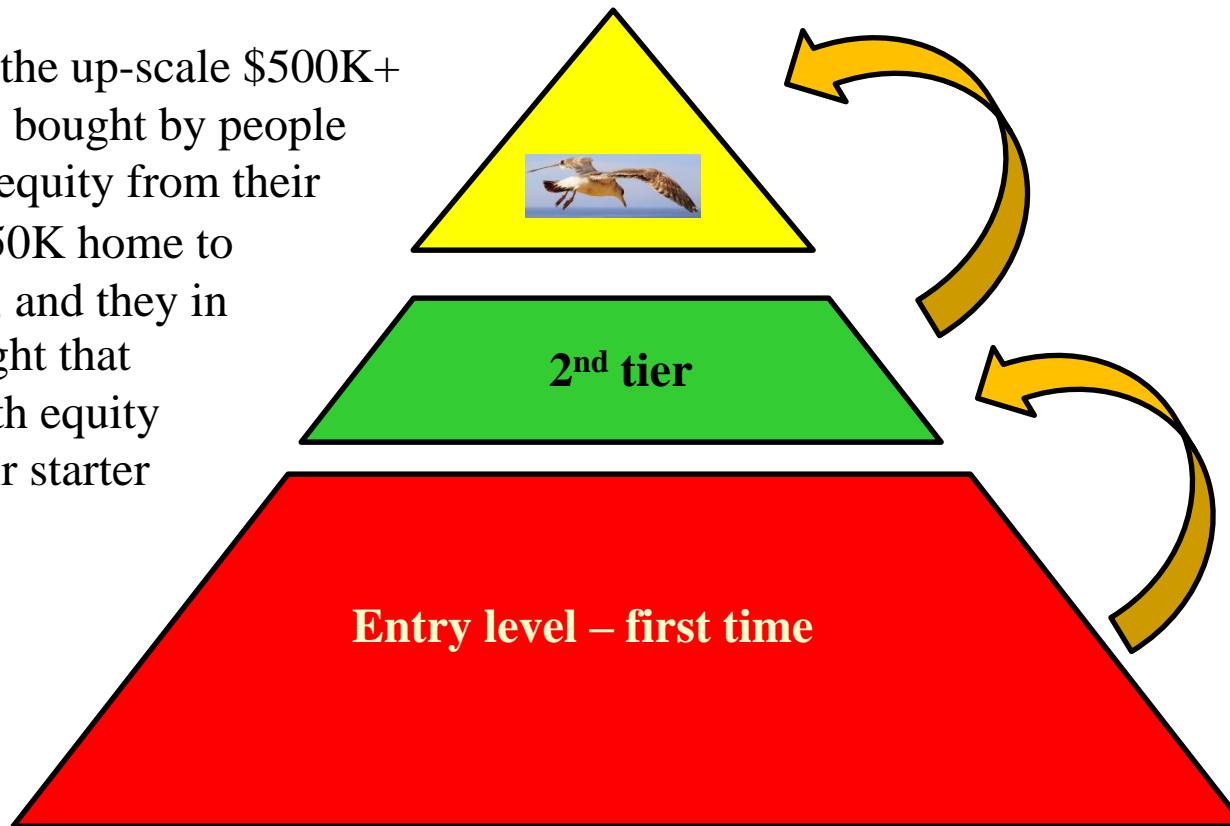 the up-scale $500K+
bought by people
equity from their
50K home to
and they in
ght that
th equity
r starter
2nd tier
Entry level – first time